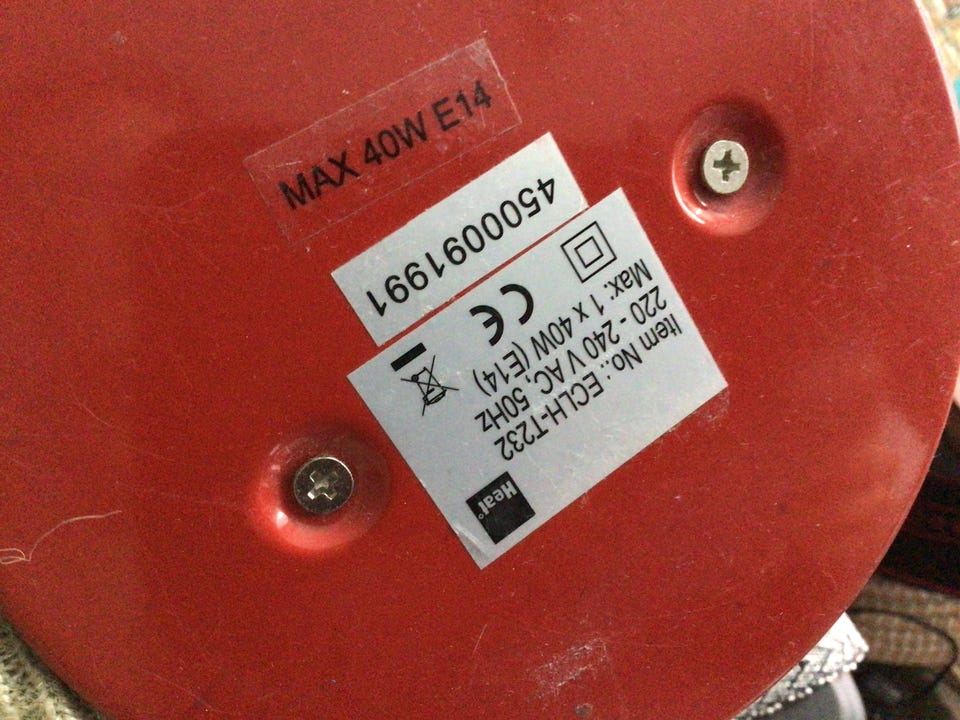 MAX 40W E14
4500091991
Item No.: ECLH-T232
220 - 240 V AC, 50Hz
Max: 1 x 40W (E14)
CE
Heal°